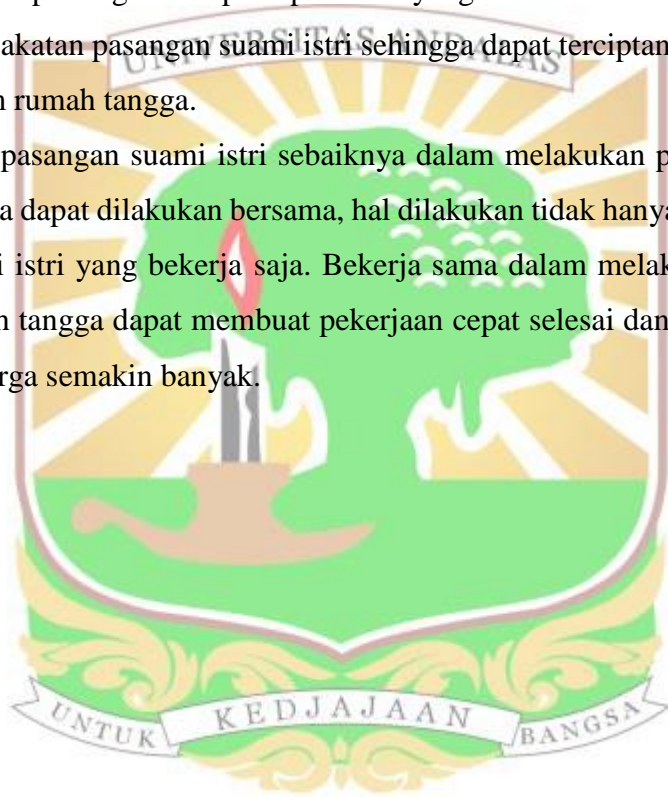 UNIVERSITAS ANDALAS
akatan pasangan suami istri sehingga dapat terciptan
rumah tangga.
pasangan suami istri sebaiknya dalam melakukan p
a dapat dilakukan bersama, hal dilakukan tidak hanya
i istri yang bekerja saja. Bekerja sama dalam melak
tangga dapat membuat pekerjaan cepat selesai dan
rga semakin banyak.
UNTUK KEDJAJAAN BANGSA